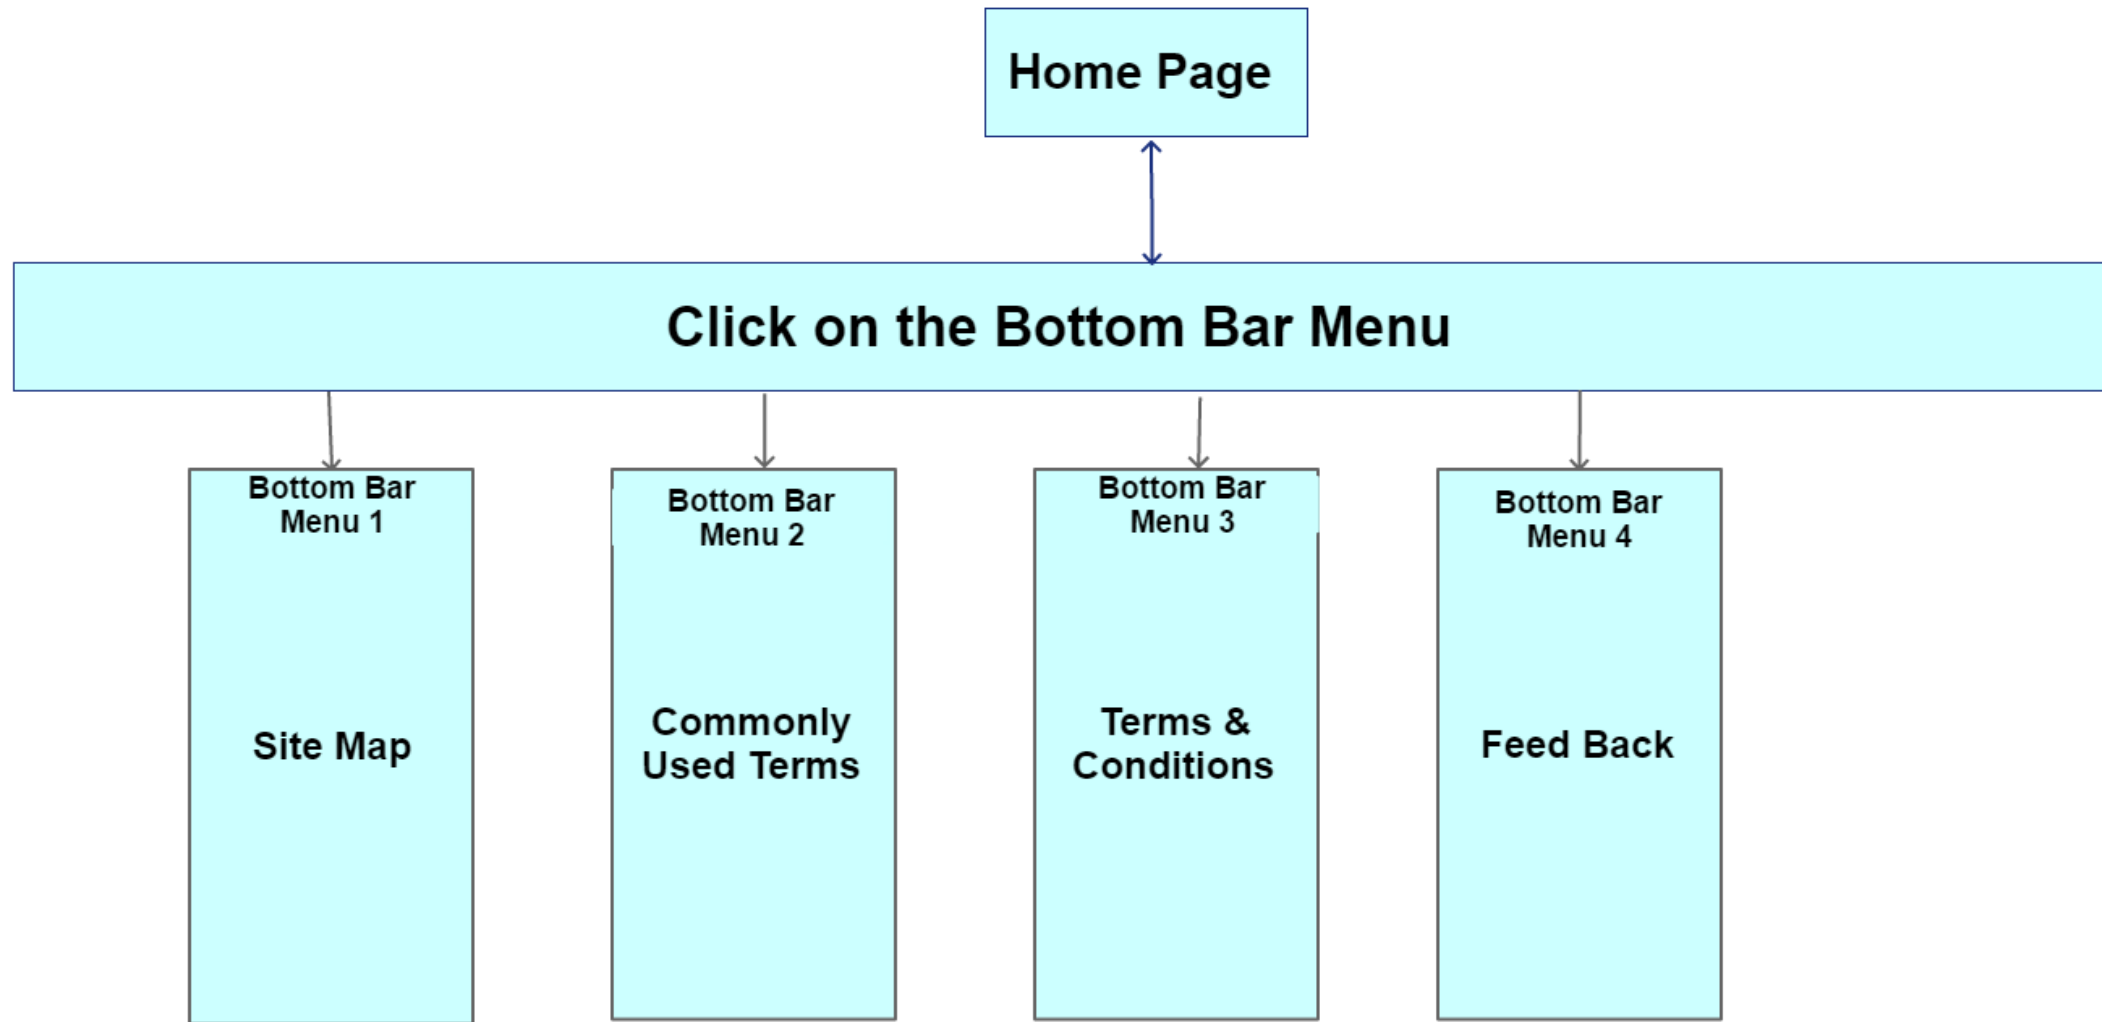 Home Page
Click on the Bottom Bar Menu
Bottom Bar
Menu 1
Site Map
Bottom Bar
Menu 2
Commonly
Used Terms
Bottom Bar
Menu 3
Terms &
Conditions
Bottom Bar
Menu 4
Feed Back